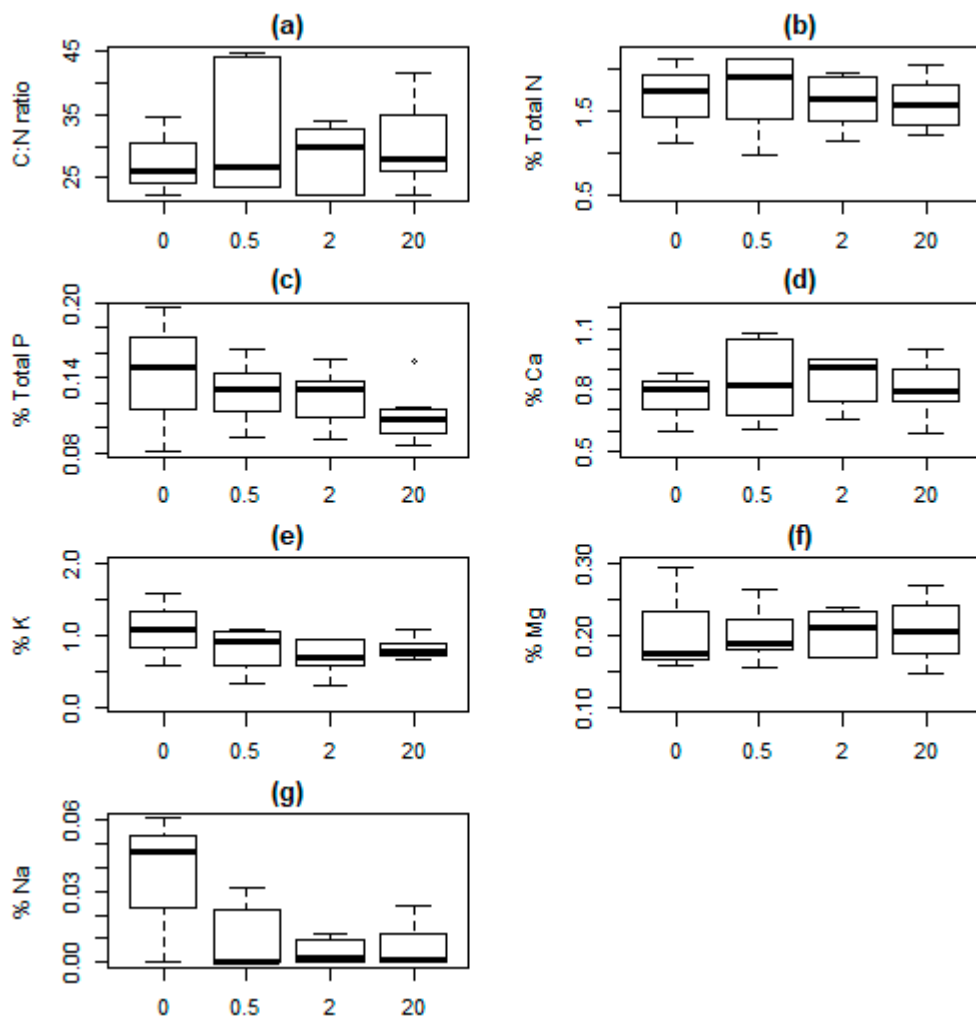 (a)
C:N ratio
45
35
25
0 0.5 2 20
(b)
% Total N
1.5
0.5
0 0.5 2 20
(c)
% Total P
0.20
0.14
0.08
0 0.5 2 20
(d)
% Ca
1.1
0.8
0.5
0 0.5 2 20
(e)
% K
2.0
1.0
0.0
0 0.5 2 20
(f)
% Mg
0.30
0.20
0.10
0 0.5 2 20
(g)
% Na
0.06
0.03
0.00
0 0.5 2 20